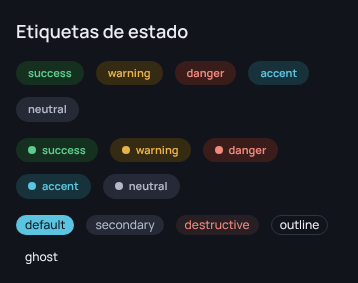 Etiquetas de estado
success warning danger accent
neutral
success warning danger
accent neutral
default secondary destructive outline
ghost